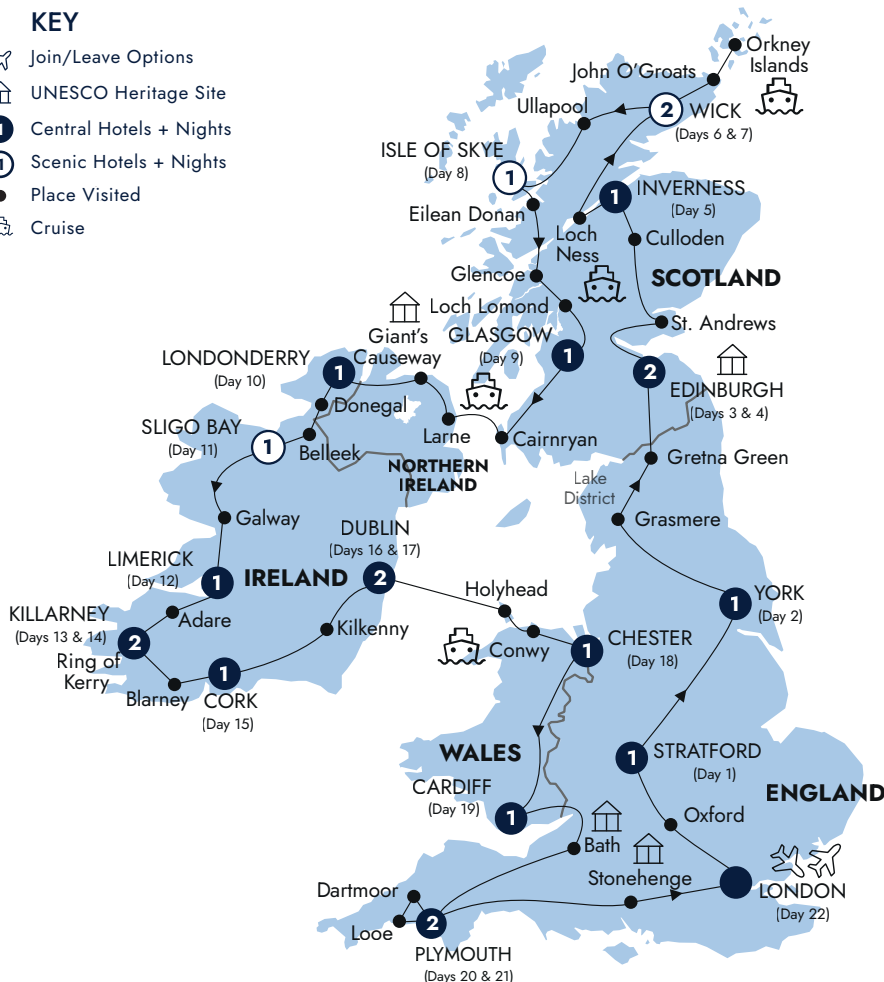 KEY
Join/Leave Options
UNESCO Heritage Site
1 Central Hotels + Nights
1 Scenic Hotels + Nights
Place Visited
Cruise
Orkney
Islands
John O'Groats
Ullapool
2 WICK
(Days 6 & 7)
ISLE OF SKYE
(Day 8)
1
1 INVERNESS
(Day 5)
Eilean Donan
Loch
Ness
Culloden
Glencoe
SCOTLAND
Loch Lomond
St. Andrews
Giant's
Causeway
GLASGOW
(Day 9)
1
LONDONDERRY
(Day 10)
1
2
EDINBURGH
(Days 3 & 4)
Donegal
SLIGO BAY
(Day 11)
1
Larne
Cairnryan
Belleek
NORTHERN
IRELAND
Gretna Green
Lake
District
Galway
Grasmere
DUBLIN
(Days 16 & 17)
2
LIMERICK
(Day 12)
1
IRELAND
Holyhead
1 YORK
(Day 2)
KILLARNEY
(Days 13 & 14)
2
Adare
Kilkenny
Conwy
1 CHESTER
(Day 18)
Ring of
Kerry
Blarney
1
CORK
(Day 15)
WALES
1 STRATFORD
(Day 1)
CARDIFF
(Day 19)
1
ENGLAND
Oxford
Bath
Stonehenge
LONDON
(Day 22)
Dartmoor
Looe
2
PLYMOUTH
(Days 20 & 21)